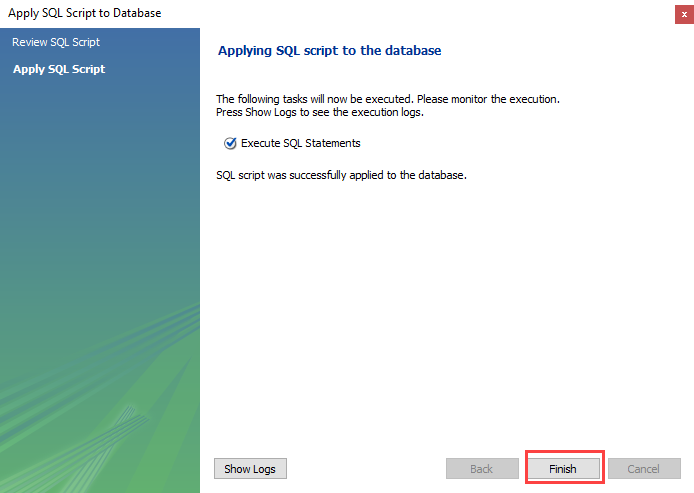 Apply SQL Script to Database
x
Review SQL Script
Apply SQL Script
Applying SQL script to the database
The following tasks will now be executed. Please monitor the execution.
Press Show Logs to see the execution logs.
Execute SQL Statements
SQL script was successfully applied to the database.
Show Logs
Back
Finish
Cancel